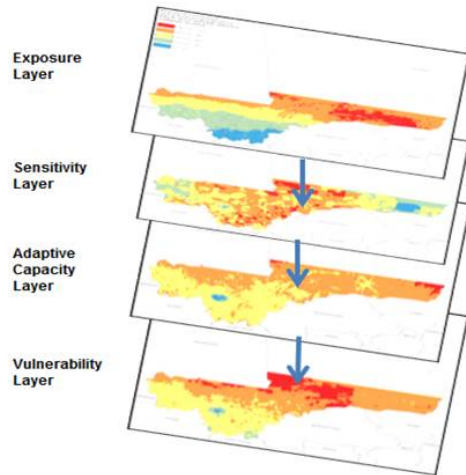 Exposure
Layer
Sensitivity
Layer
Adaptive
Capacity
Layer
Vulnerability
Layer